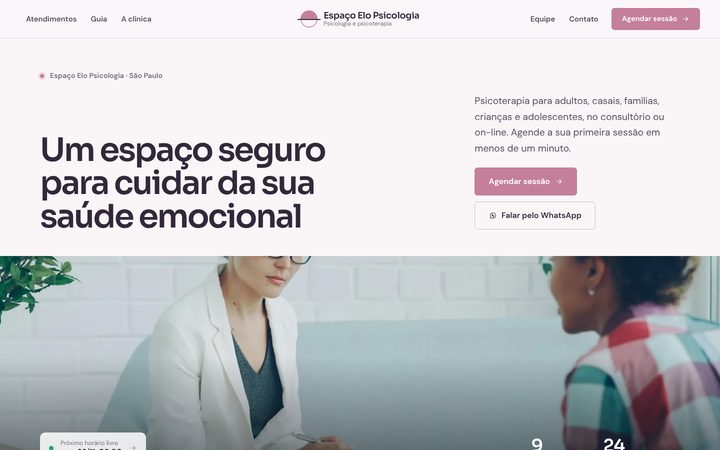 Atendimentos Guia A clínica
Espaço Elo Psicologia
Psicologia e psicoterapia
Equipe Contato Agendar sessão →
Espaço Elo Psicologia · São Paulo
Um espaço seguro
para cuidar da sua
saúde emocional
Psicoterapia para adultos, casais, famílias,
crianças e adolescentes, no consultório ou
on-line. Agende a sua primeira sessão em
menos de um minuto.
Agendar sessão →
Falar pelo WhatsApp
Próximo horário livre
→
9
24